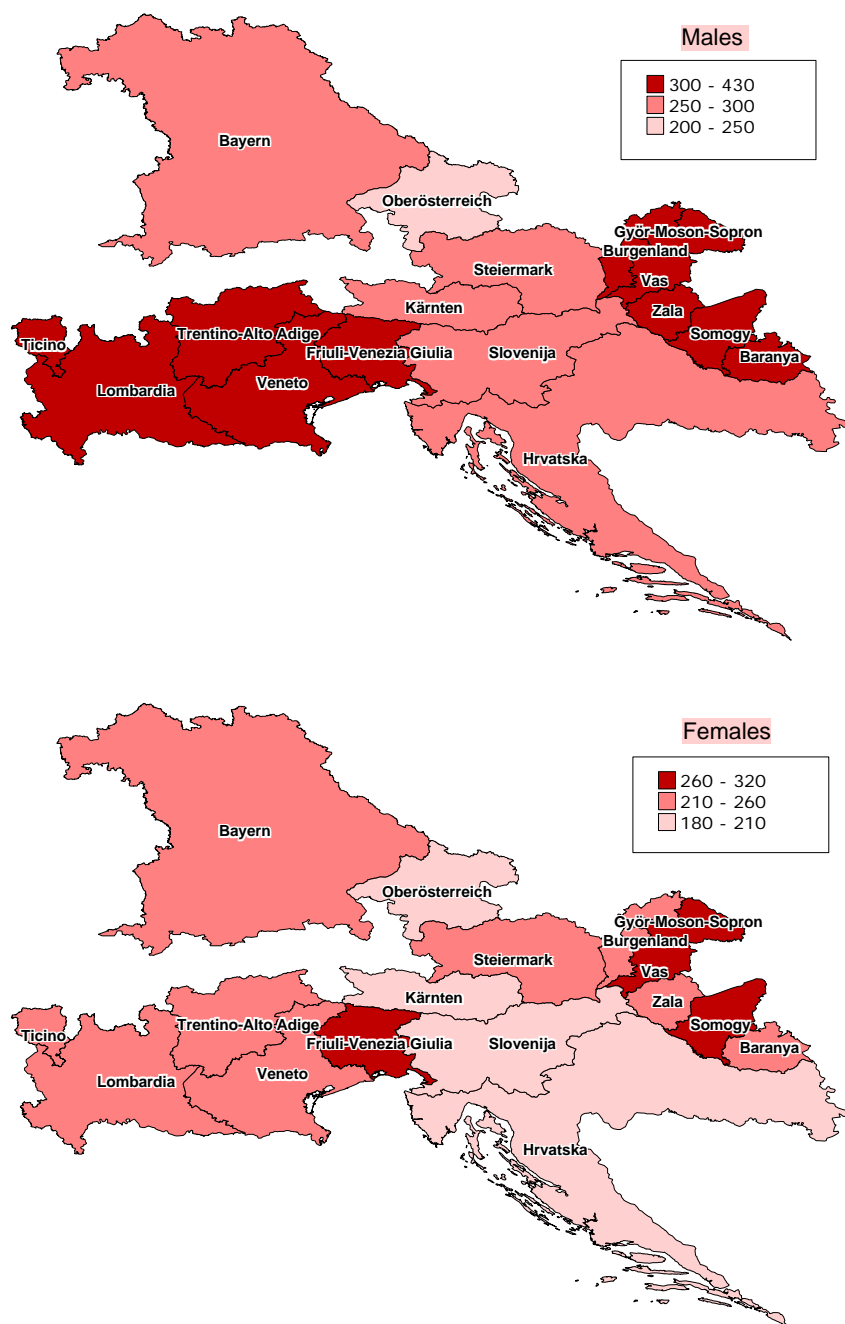 Males
300 - 430
250 - 300
200 - 250
Bayern
Oberösterreich
Györ-Moson-Sopron
Burgenland
Steiermark
Vas
Kärnten
Zala
Trentino-Alto Adige
Somogy
Ticino
Friuli-Venezia Giulia
Slovenija
Baranya
Veneto
Lombardia
Hrvatska
Females
260 - 320
210 - 260
180 - 210
Bayern
Oberösterreich
Györ-Moson-Sopron
Burgenland
Steiermark
Vas
Kärnten
Zala
Trentino-Alto Adige
Somogy
Ticino
Friuli-Venezia Giulia
Slovenija
Baranya
Veneto
Lombardia
Hrvatska